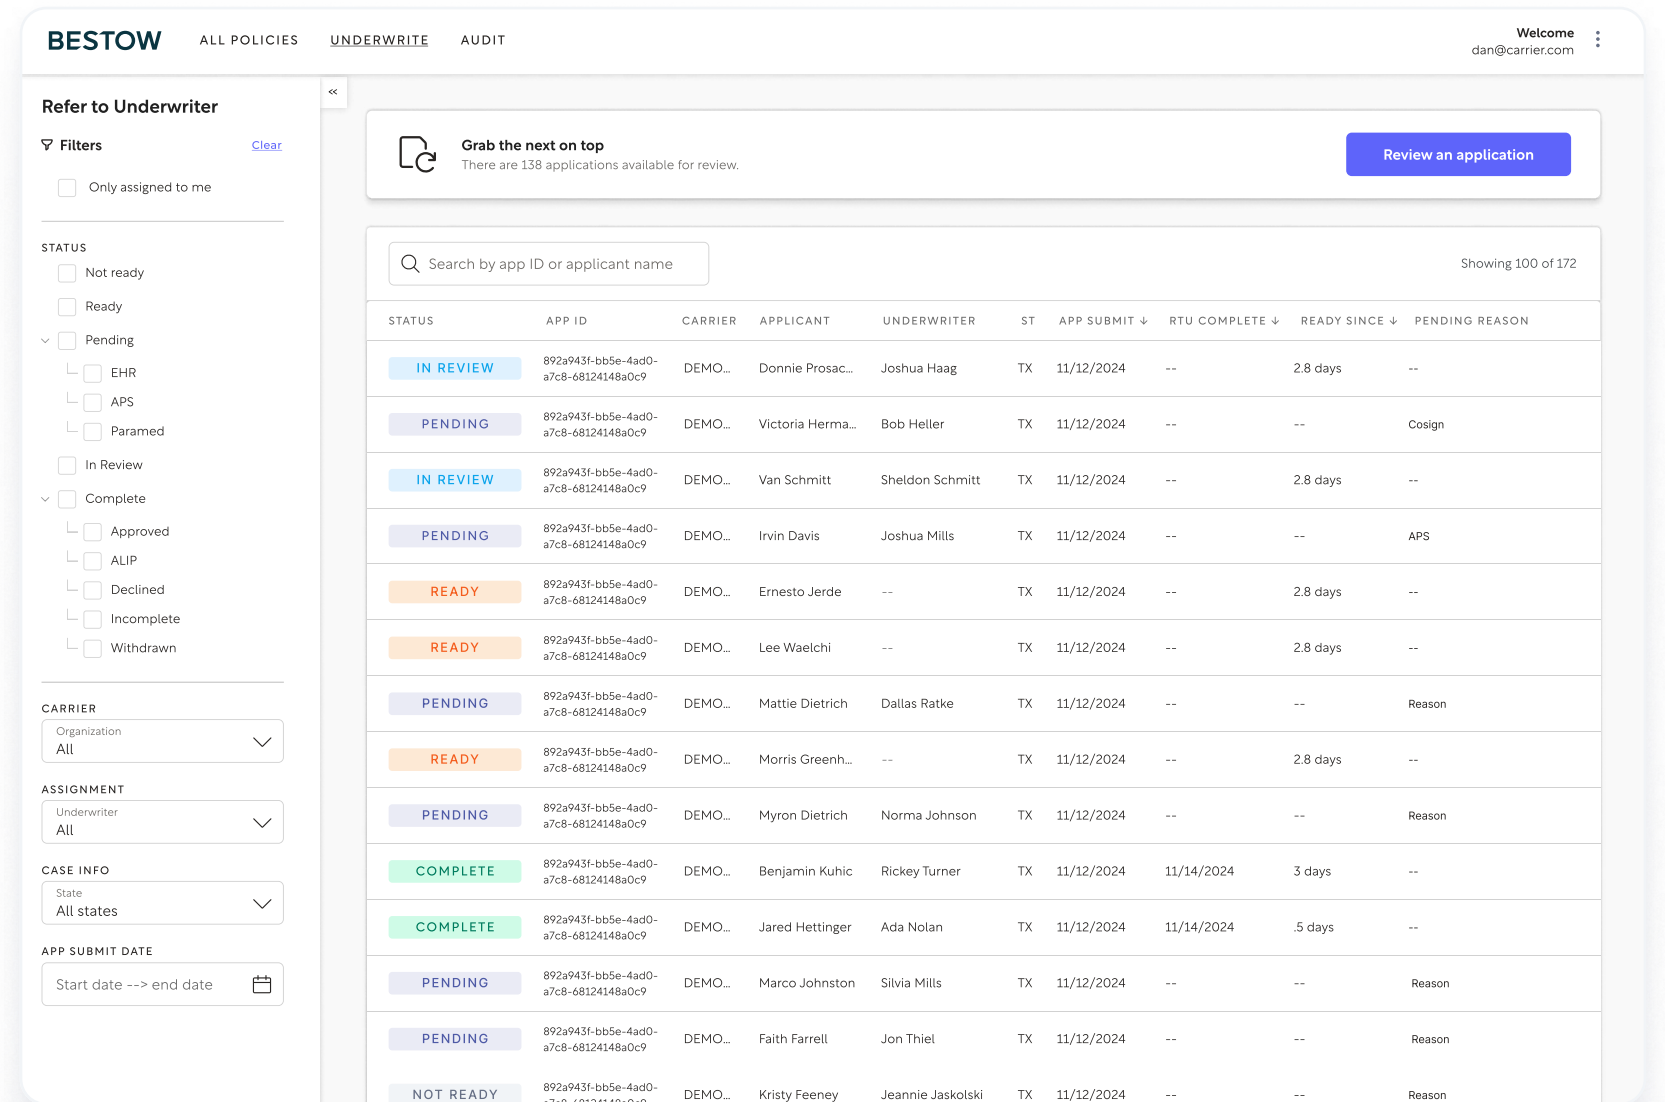 BESTOW
ALL POLICIES
UNDERWRITE
AUDIT
Welcome
dan@carrier.com
«
Refer to Underwriter
Filters
Clear
Only assigned to me
STATUS
Not ready
Ready
Pending
EHR
APS
Paramed
In Review
Complete
Approved
ALIP
Declined
Incomplete
Withdrawn
CARRIER
Organization
All
ASSIGNMENT
Underwriter
All
CASE INFO
State
All states
APP SUBMIT DATE
Start date --> end date
Grab the next on top
There are 138 applications available for review.
Review an application
Search by app ID or applicant name
Showing 100 of 172
STATUS APP ID CARRIER APPLICANT UNDERWRITER ST APP SUBMIT ↓ RTU COMPLETE ↓ READY SINCE ↓ PENDING REASON
IN REVIEW 892a943f-bb5e-4ad0-
a7c8-68124148a0c9 DEMO... Donnie Prosac... Joshua Haag TX 11/12/2024 -- 2.8 days --
PENDING 892a943f-bb5e-4ad0-
a7c8-68124148a0c9 DEMO... Victoria Herma... Bob Heller TX 11/12/2024 -- -- Cosign
IN REVIEW 892a943f-bb5e-4ad0-
a7c8-68124148a0c9 DEMO... Van Schmitt Sheldon Schmitt TX 11/12/2024 -- 2.8 days --
PENDING 892a943f-bb5e-4ad0-
a7c8-68124148a0c9 DEMO... Irvin Davis Joshua Mills TX 11/12/2024 -- -- APS
READY 892a943f-bb5e-4ad0-
a7c8-68124148a0c9 DEMO... Ernesto Jerde -- TX 11/12/2024 -- 2.8 days --
READY 892a943f-bb5e-4ad0-
a7c8-68124148a0c9 DEMO... Lee Waelchi -- TX 11/12/2024 -- 2.8 days --
PENDING 892a943f-bb5e-4ad0-
a7c8-68124148a0c9 DEMO... Mattie Dietrich Dallas Ratke TX 11/12/2024 -- -- Reason
READY 892a943f-bb5e-4ad0-
a7c8-68124148a0c9 DEMO... Morris Greenh... -- TX 11/12/2024 -- 2.8 days --
PENDING 892a943f-bb5e-4ad0-
a7c8-68124148a0c9 DEMO... Myron Dietrich Norma Johnson TX 11/12/2024 -- -- Reason
COMPLETE 892a943f-bb5e-4ad0-
a7c8-68124148a0c9 DEMO... Benjamin Kuhic Rickey Turner TX 11/12/2024 11/14/2024 3 days --
COMPLETE 892a943f-bb5e-4ad0-
a7c8-68124148a0c9 DEMO... Jared Hettinger Ada Nolan TX 11/12/2024 11/14/2024 .5 days --
PENDING 892a943f-bb5e-4ad0-
a7c8-68124148a0c9 DEMO... Marco Johnston Silvia Mills TX 11/12/2024 -- -- Reason
PENDING 892a943f-bb5e-4ad0-
a7c8-68124148a0c9 DEMO... Faith Farrell Jon Thiel TX 11/12/2024 -- -- Reason
NOT READY 892a943f-bb5e-4ad0-
DEMO... Kristy Feeney Jeannie Jaskolski TX 11/12/2024 -- -- Reason